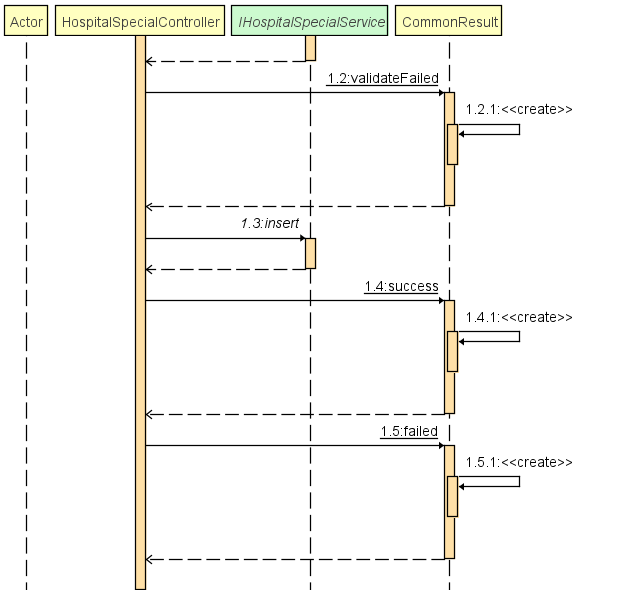 Actor
HospitalSpecialController
IHospitalSpecialService
CommonResult
1.2:validateFailed
1.2.1:<<create>>
1.3:insert
1.4:success
1.4.1:<<create>>
1.5:failed
1.5.1:<<create>>